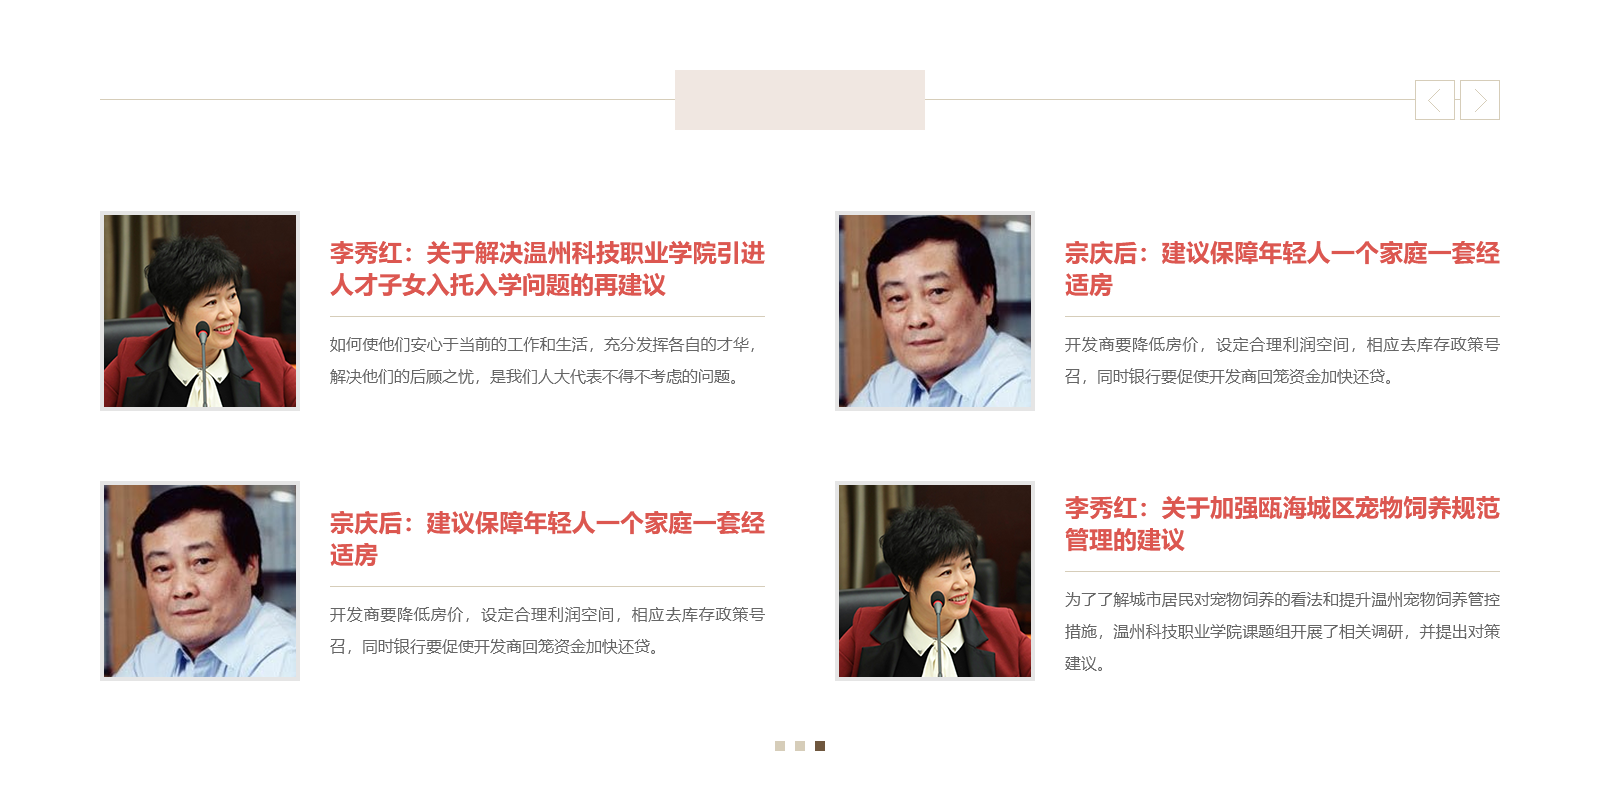 李秀红：关于解决温州科技职业学院引进
人才子女入托入学问题的再建议
如何使他们安心于当前的工作和生活，充分发挥各自的才华，
解决他们的后顾之忧，是我们人大代表不得不考虑的问题。
宗庆后：建议保障年轻人一个家庭一套经
适房
开发商要降低房价，设定合理利润空间，相应去库存政策号
召，同时银行要促使开发商回笼资金加快还贷。
宗庆后：建议保障年轻人一个家庭一套经
适房
开发商要降低房价，设定合理利润空间，相应去库存政策号
召，同时银行要促使开发商回笼资金加快还贷。
李秀红：关于加强瓯海城区宠物饲养规范
管理的建议
为了了解城市居民对宠物饲养的看法和提升温州宠物饲养管控
措施，温州科技职业学院课题组开展了相关调研，并提出对策
建议。